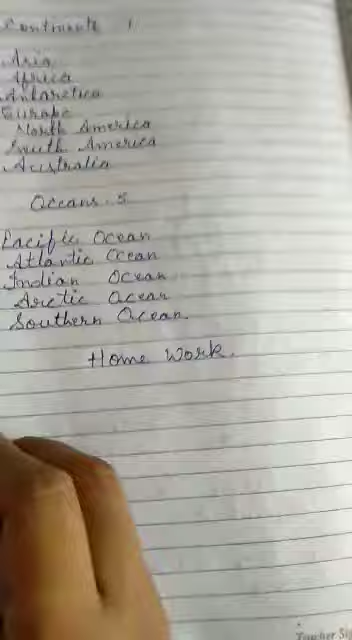 Continents
Asia
Africa
Antarctica
Europe
North America
South America
Australia
Oceans. 5
Pacific Ocean
Atlantic Ocean
Indian Ocean
Arctic Ocean
Southern Ocean
Home Work.
Teacher